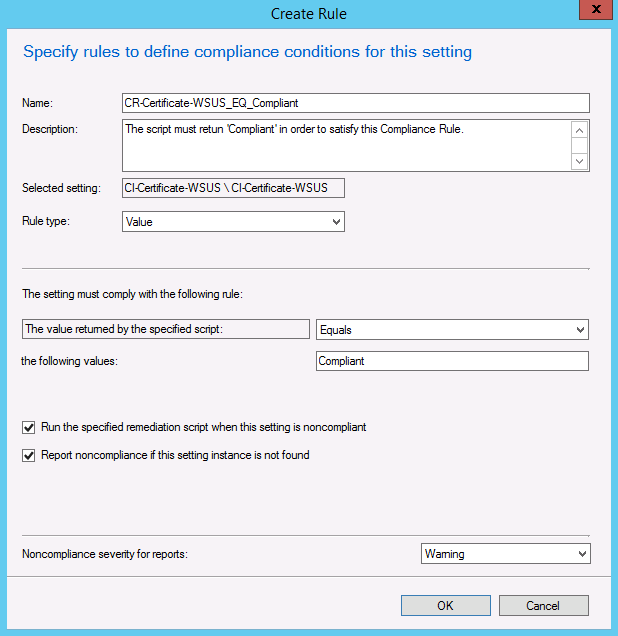 Create Rule
x
Specify rules to define compliance conditions for this setting
Name:
CR-Certificate-WSUS_EQ_Compliant
Description:
The script must retun 'Compliant' in order to satisfy this Compliance Rule.
Selected setting:
CI-Certificate-WSUS \ CI-Certificate-WSUS
Rule type:
Value
The setting must comply with the following rule:
The value returned by the specified script:
Equals
the following values:
Compliant
Run the specified remediation script when this setting is noncompliant
Report noncompliance if this setting instance is not found
Noncompliance severity for reports:
Warning
OK
Cancel